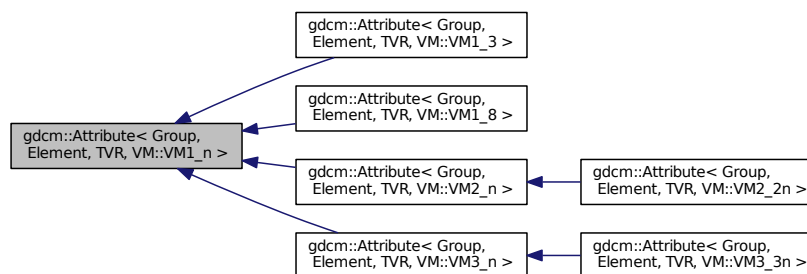 gdcm::Attribute< Group,
Element, TVR, VM::VM1_3 >
gdcm::Attribute< Group,
Element, TVR, VM::VM1_8 >
gdcm::Attribute< Group,
Element, TVR, VM::VM1_n >
gdcm::Attribute< Group,
Element, TVR, VM::VM2_n >
gdcm::Attribute< Group,
Element, TVR, VM::VM2_2n >
gdcm::Attribute< Group,
Element, TVR, VM::VM3_n >
gdcm::Attribute< Group,
Element, TVR, VM::VM3_3n >